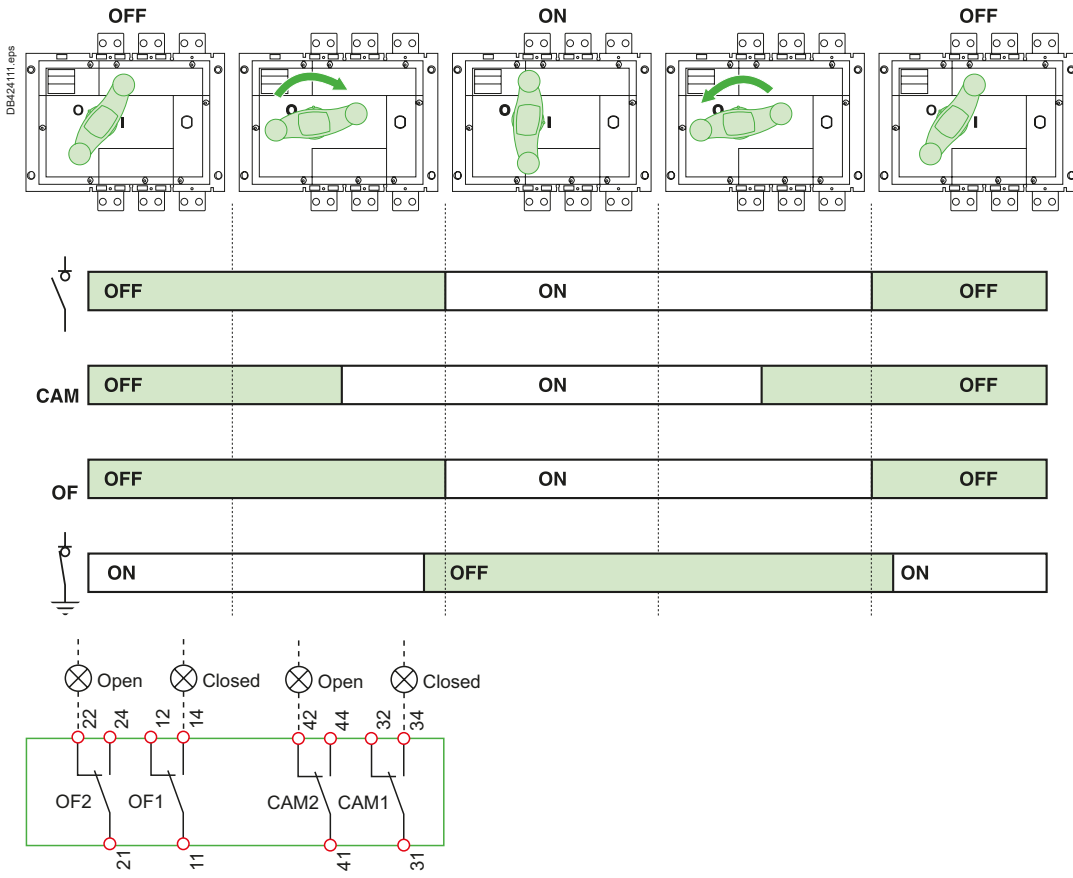 OFF ON OFF
DB424111.eps
O I O
O O
O I O
O O
O I O
OFF ON OFF
CAM OFF ON OFF
OF OFF ON OFF
ON OFF ON
Open Closed Open Closed
22 24 12 14 42 44 32 34
OF2 OF1 CAM2 CAM1
21 11 41 31